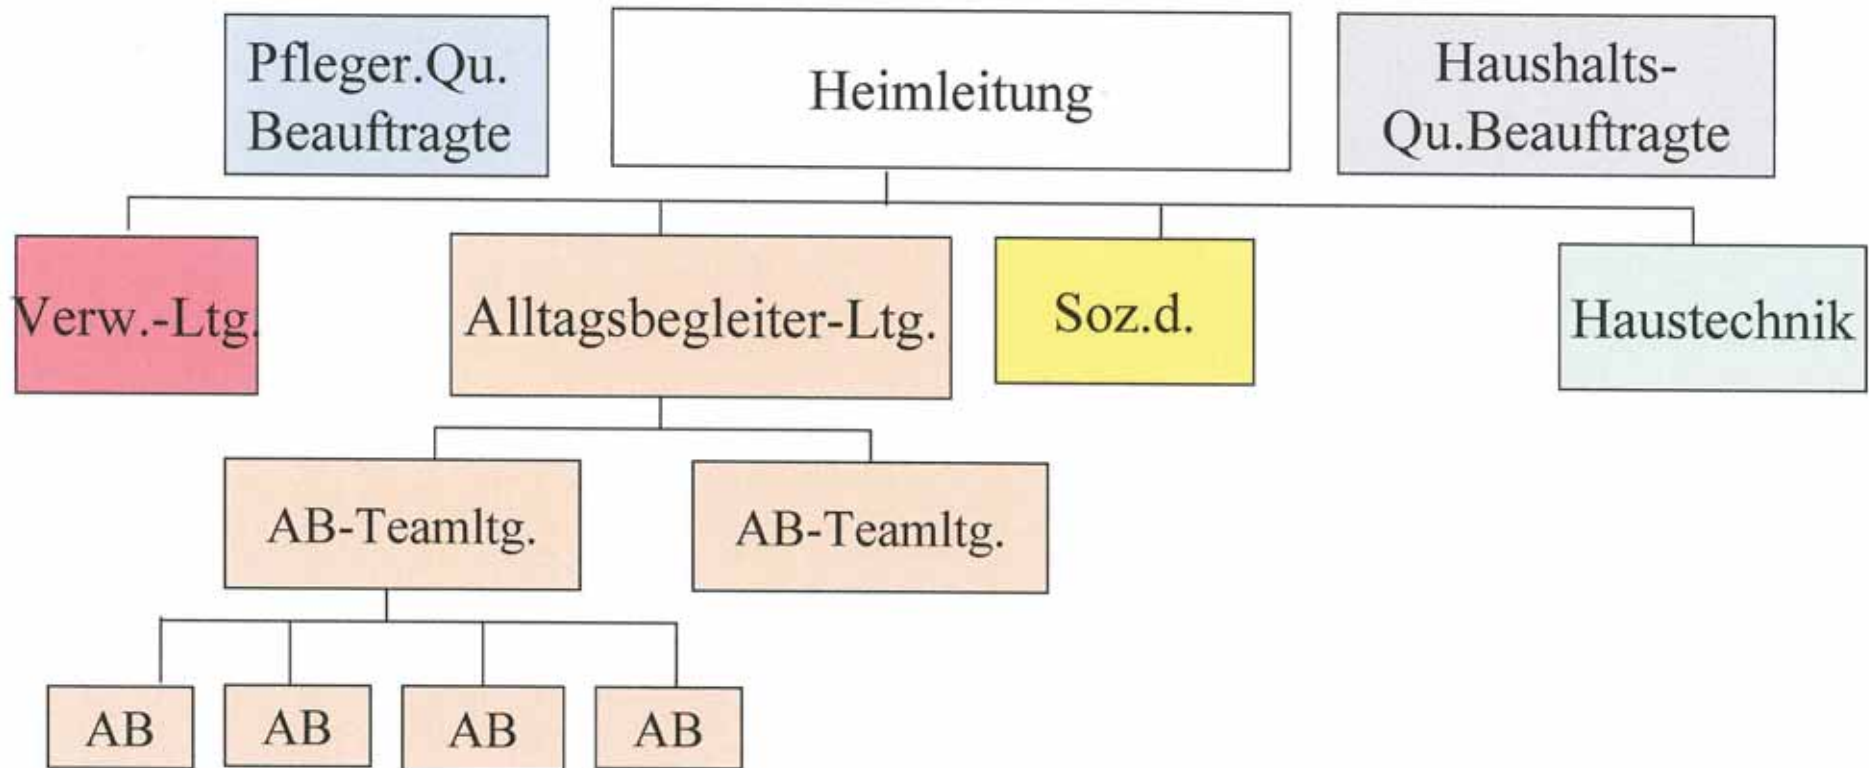 Pfleger.Qu.
Beauftragte
Heimleitung
Haushalts-
Qu.Beauftragte
Verw.-Ltg.
Alltagsbegleiter-Ltg.
Soz.d.
Haustechnik
AB-Teamltg.
AB-Teamltg.
AB
AB
AB
AB